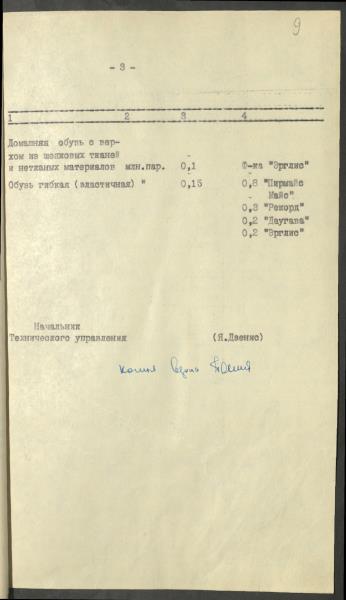 9
- 3 -
1 2 3 4
Домашняя обувь с вер-
хом из шелковых тканей
и нетканых материалов млн.пар. 0,1 Ф-ка "Эрглис"
Обувь гибкая (эластичная) " 0,15 0,8 "Пирмайс
Майс"
0,3 "Рекорд"
0,2 "Даугава"
0,2 "Эрглис"
Начальник
Технического управления (Я.Двенис)
копия верна